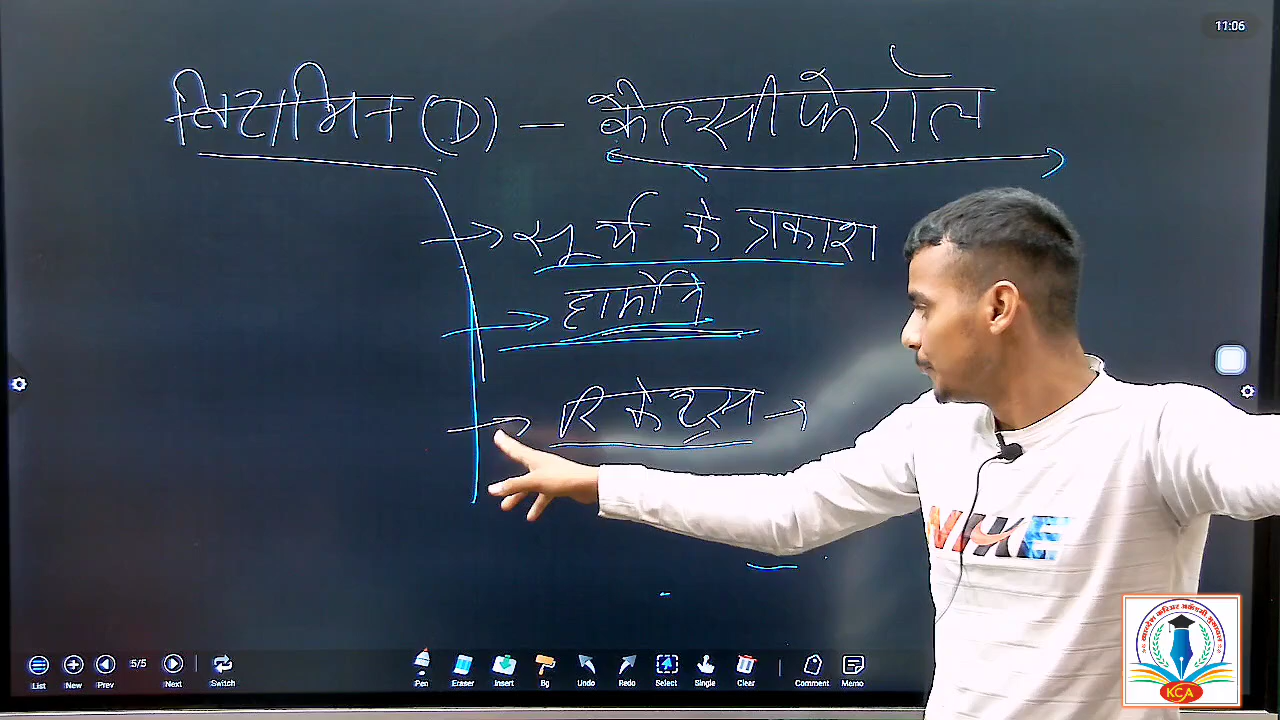 11:06
विटामिन (D) – कैल्सीफेरॉल
→ सूर्य के प्रकाश
→ हार्मोन
→ रिकेट्स →
NIKE
List New Prev 5/5 Next Switch Pen Eraser Insert Bg Undo Redo Select Single Clear Comment Memo
KCA